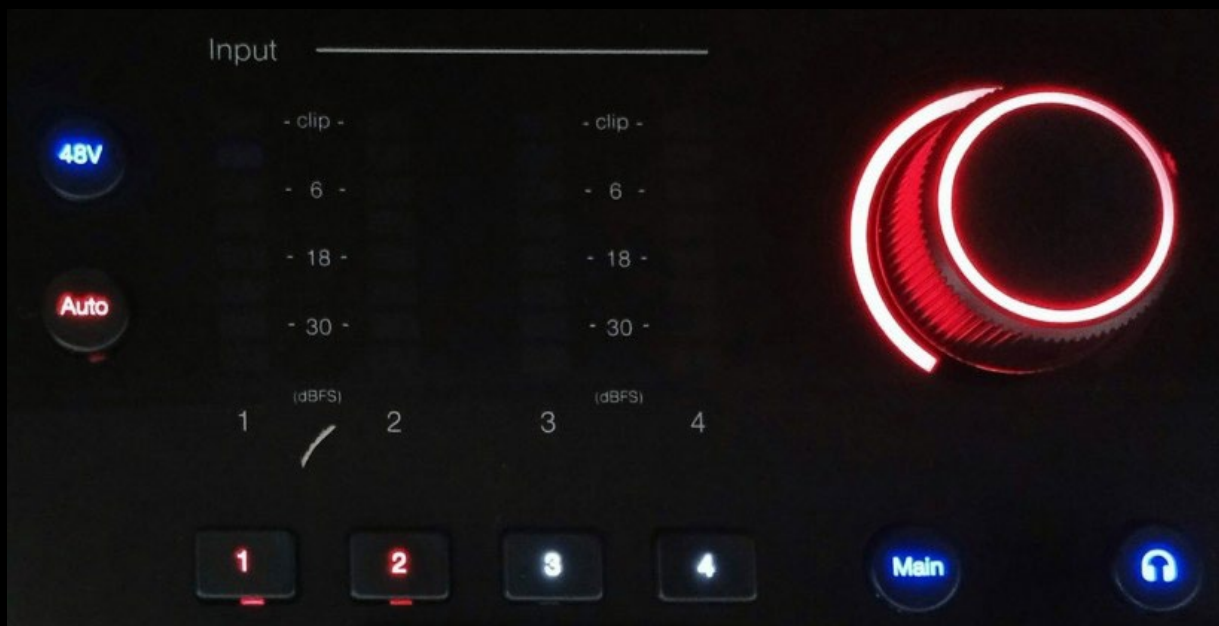 Input
- clip - - clip -
48V
- 6 - - 6 -
- 18 - - 18 -
Auto
- 30 - - 30 -
(dBFS) (dBFS)
1 2 3 4
1 2 3 4 Main